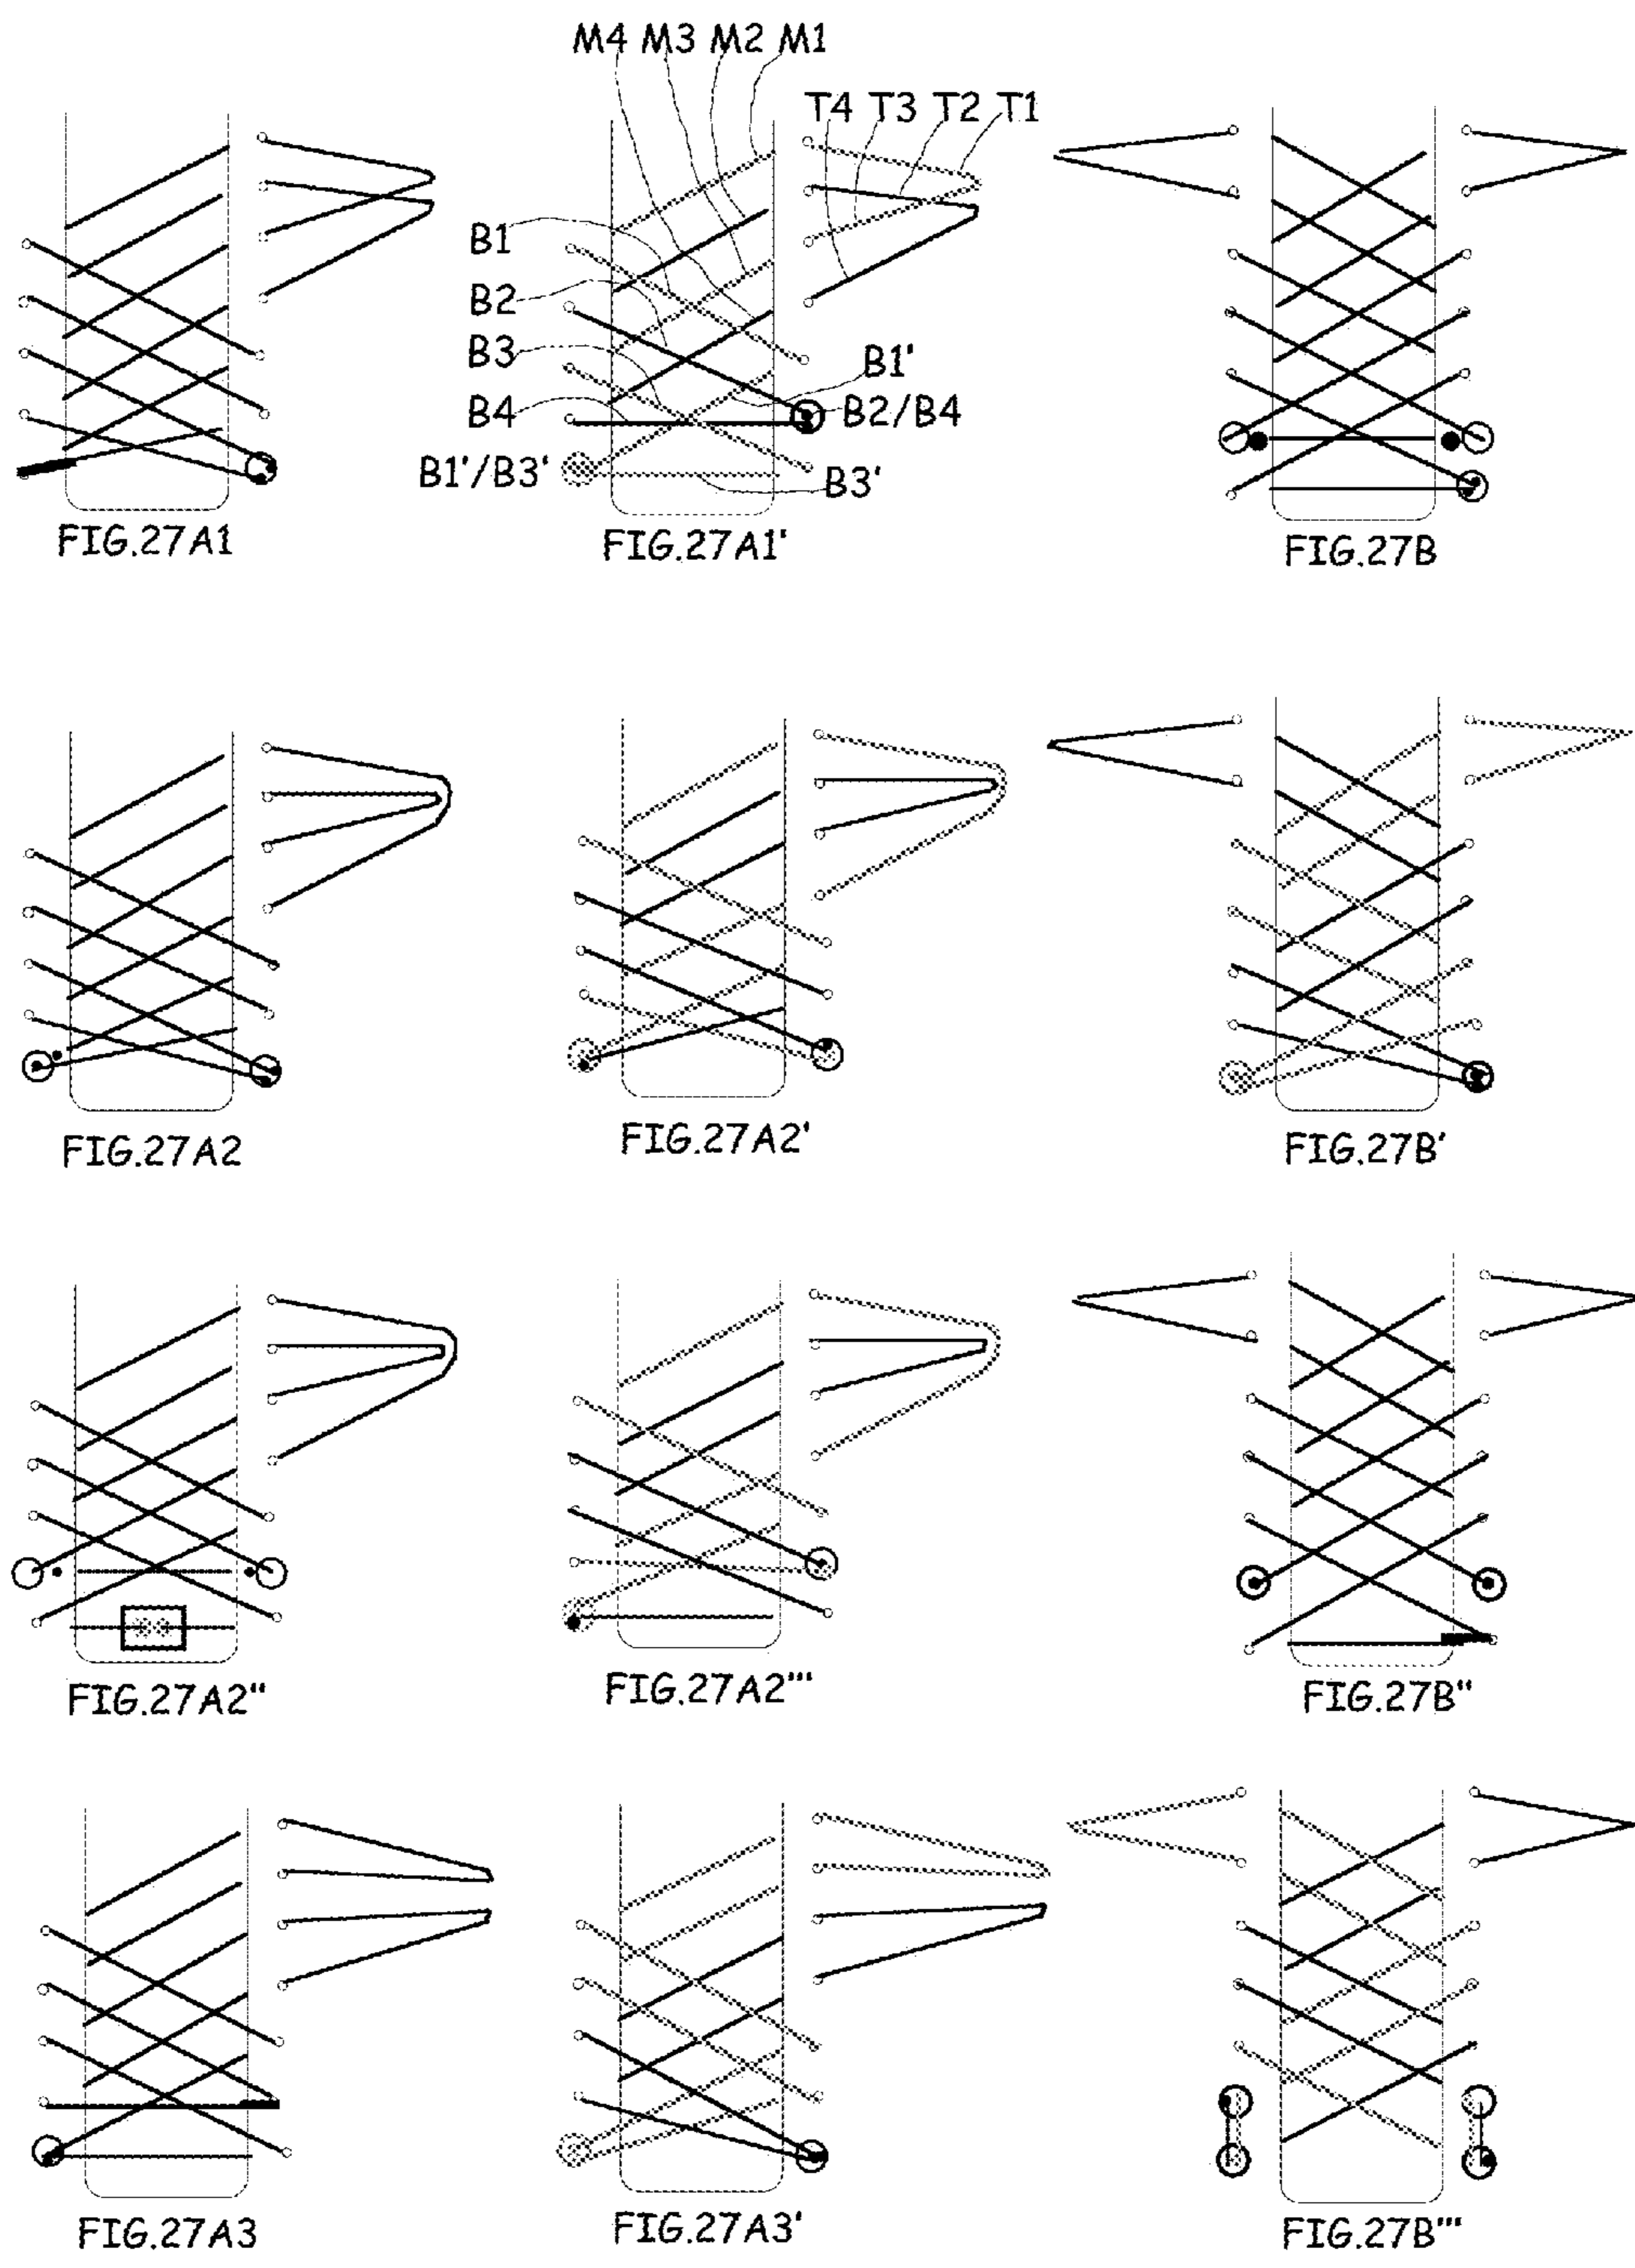 M4 M3 M2 M1
T4 T3 T2 T1
B1
B2
B3
B1'
B4
B2/B4
B1'/B3'
B3'
FIG.27A1
FIG.27A1'
FIG.27B
FIG.27A2
FIG.27A2'
FIG.27B'
FIG.27A2"
FIG.27A2'''
FIG.27B"
FIG.27A3
FIG.27A3'
FIG.27B'''